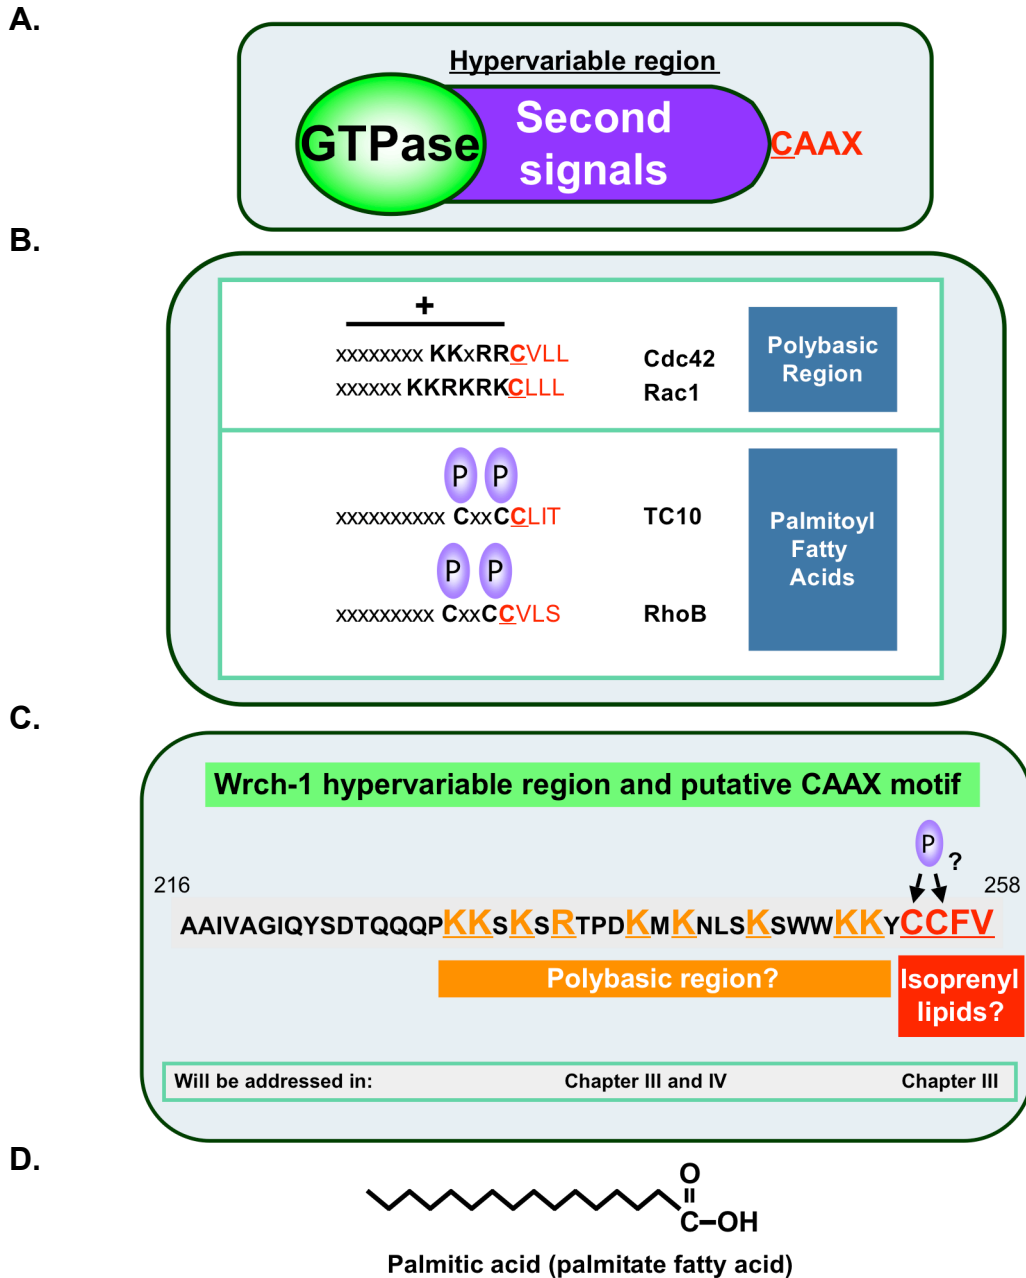 A.
Hypervariable region
GTPase
Second
signals
CAAX
B.
+
xxxxxxxx KKxRRCVLL
Cdc42
xxxxxx KKRKRKCLLL
Rac1
Polybasic
Region
P P
xxxxxxxxxx CxxCCLIT
TC10
P P
xxxxxxxxx CxxCCVLS
RhoB
Palmitoyl
Fatty
Acids
C.
Wrch-1 hypervariable region and putative CAAX motif
P ?
216
258
AAIVAGIQYSDTQQQPKKSKSRTPDKMKNLSKSWWKKYCCFV
Polybasic region?
Isoprenyl
lipids?
Will be addressed in:
Chapter III and IV
Chapter III
D.
O
C–OH
Palmitic acid (palmitate fatty acid)